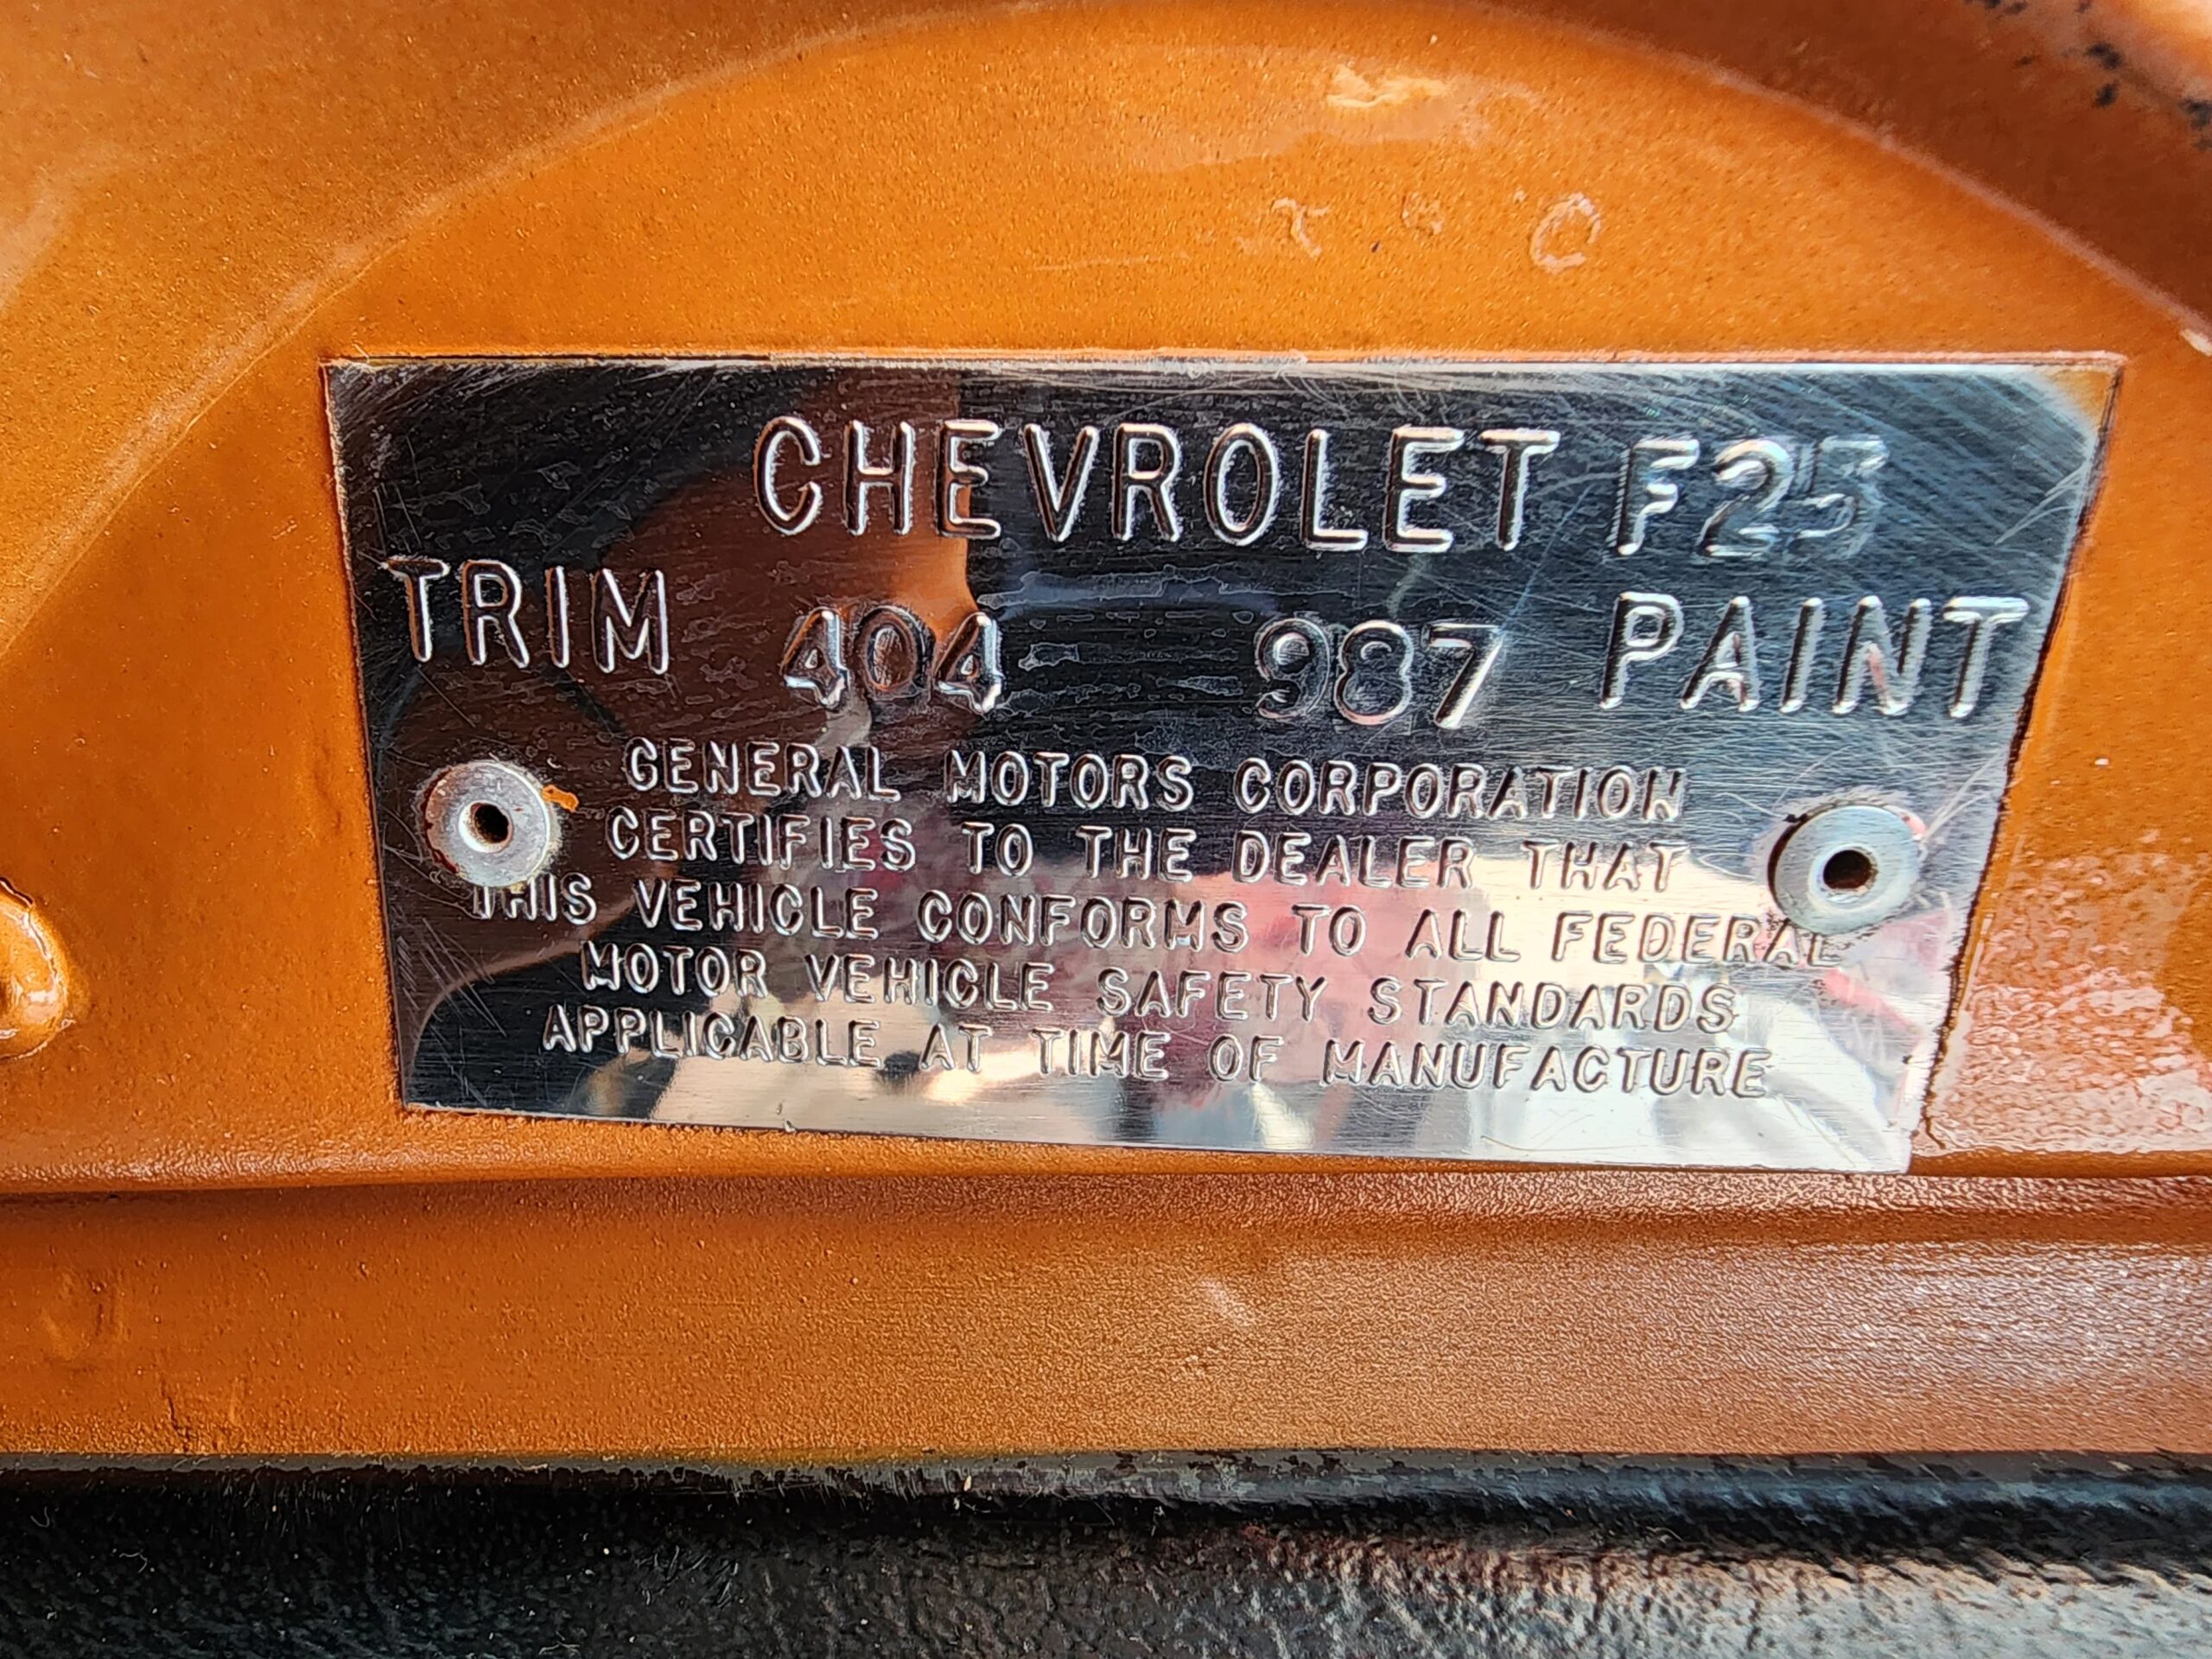 CHEVROLET F25
TRIM 404 987 PAINT
GENERAL MOTORS CORPORATION
CERTIFIES TO THE DEALER THAT
THIS VEHICLE CONFORMS TO ALL FEDERAL
MOTOR VEHICLE SAFETY STANDARDS
APPLICABLE AT TIME OF MANUFACTURE